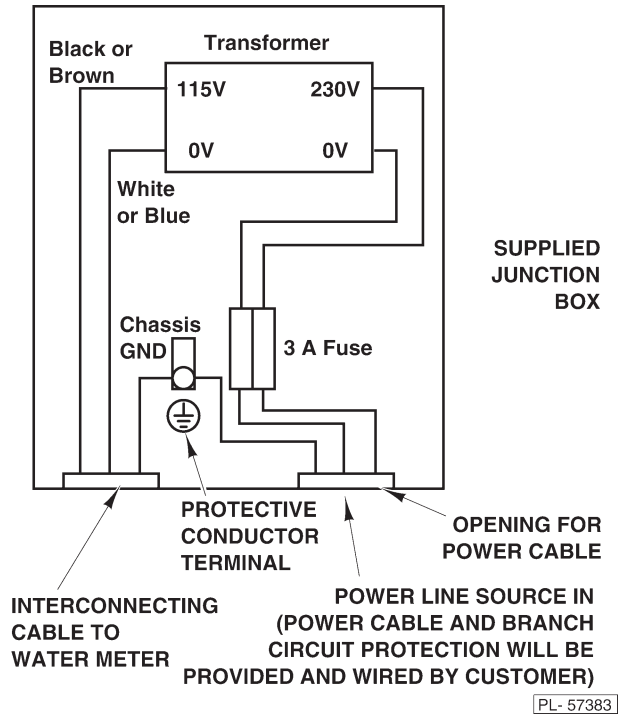 Black or
Brown
Transformer
115V 230V
0V 0V
White
or Blue
SUPPLIED
JUNCTION
BOX
Chassis
GND
3 A Fuse
PROTECTIVE
CONDUCTOR
TERMINAL
OPENING FOR
POWER CABLE
INTERCONNECTING
CABLE TO
WATER METER
POWER LINE SOURCE IN
(POWER CABLE AND BRANCH
CIRCUIT PROTECTION WILL BE
PROVIDED AND WIRED BY CUSTOMER)
PL- 57383